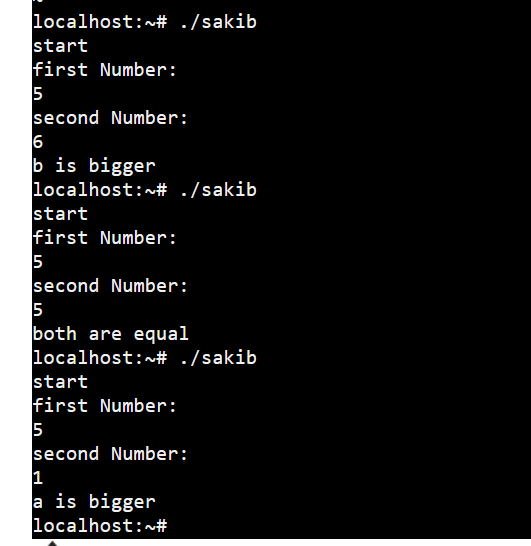 localhost:~# ./sakib
start
first Number:
5
second Number:
6
b is bigger
localhost:~# ./sakib
start
first Number:
5
second Number:
5
both are equal
localhost:~# ./sakib
start
first Number:
5
second Number:
1
a is bigger
localhost:~#